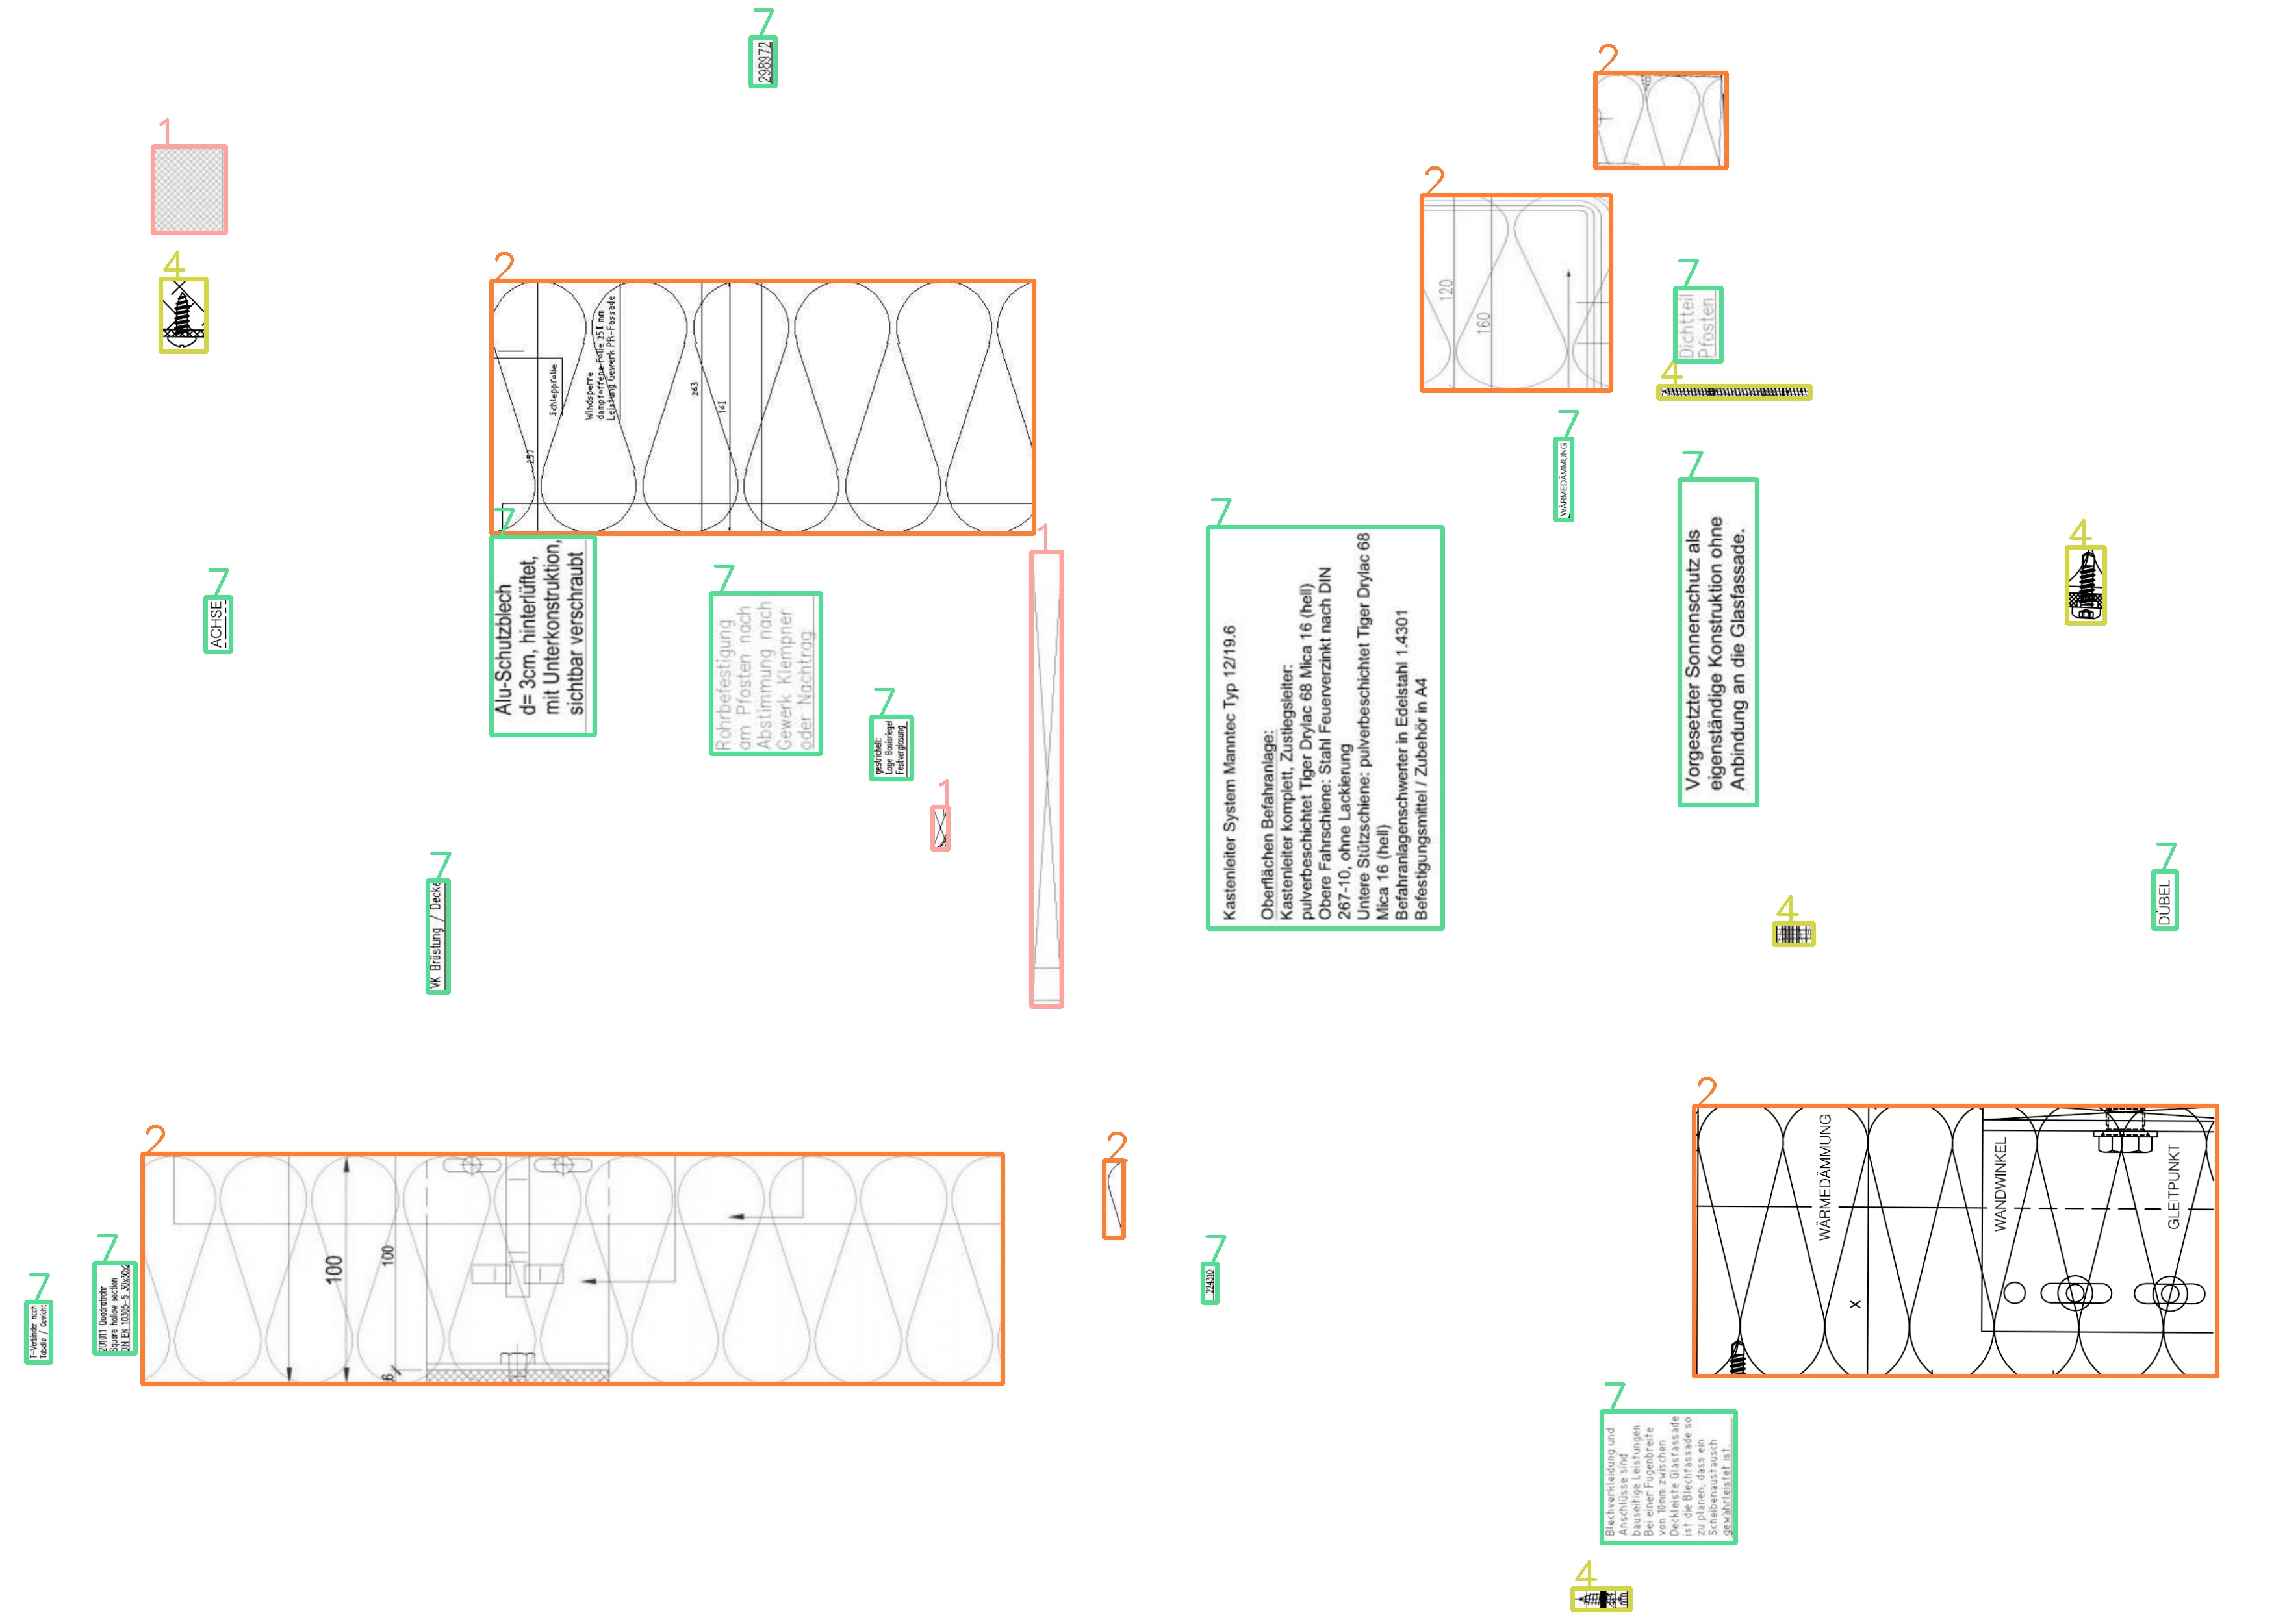 7
298972
2
1
2
4
2
7
Dichtteil
Pfosten
4
Schleppfolie
Windsperre
dampfoffene Folie 25 mm
Leistung Gewerk PR-Fassade
243
141
257
120
160
7
WÄRMEDÄMMUNG
7
Vorgesetzter Sonnenschutz als
eigenständige Konstruktion ohne
Anbindung an die Glasfassade.
7
Alu-Schutzblech
d= 3cm, hinterlüftet,
mit Unterkonstruktion,
sichtbar verschraubt
7
Kastenleiter System Manntec Typ 12/19.6
Oberflächen Befahranlage:
Kastenleiter komplett, Zustiegsleiter:
pulverbeschichtet Tiger Drylac 68 Mica 16 (hell)
Obere Fahrschiene: Stahl Feuerverzinkt nach DIN
267-10, ohne Lackierung
Untere Stützschiene: pulverbeschichtet Tiger Drylac 68
Mica 16 (hell)
Befahranlagenschwerter in Edelstahl 1.4301
Befestigungsmittel / Zubehör in A4
4
1
7
ACHSE
7
Rohrbefestigung
am Pfosten nach
Abstimmung nach
Gewerk Klempner
oder Nachtrag
7
gestrichelt:
Lage Basisriegel
Festverglasung
1
7
VK Brüstung / Decke
7
DÜBEL
4
2
WÄRMEDÄMMUNG
WANDWINKEL
GLEITPUNKT
X
2
100
100
6
2
7
224310
7
201011 Quadratrohr
Square hollow section
DIN EN 10305-5 30x30x2
7
T-Verbinder nach
Tabelle / Gewicht
7
Blechverkleidung und
Anschlüsse sind
bauseitige Leistungen.
Bei einer Fugenbreite
von 10mm zwischen
Deckleiste Glasfassade
ist die Blechfassade so
zu planen, dass ein
Scheibenaustausch
gewährleistet ist.
4